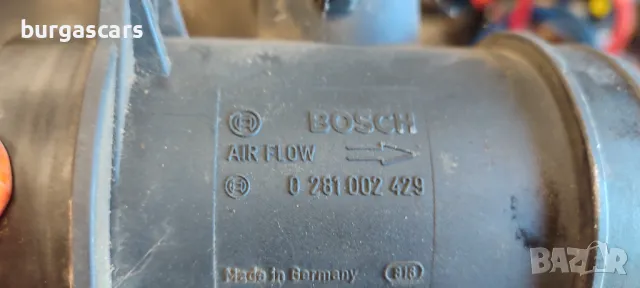 burgascars
BOSCH
AIR FLOW
0 281 002 429
Made in Germany
BAZAR